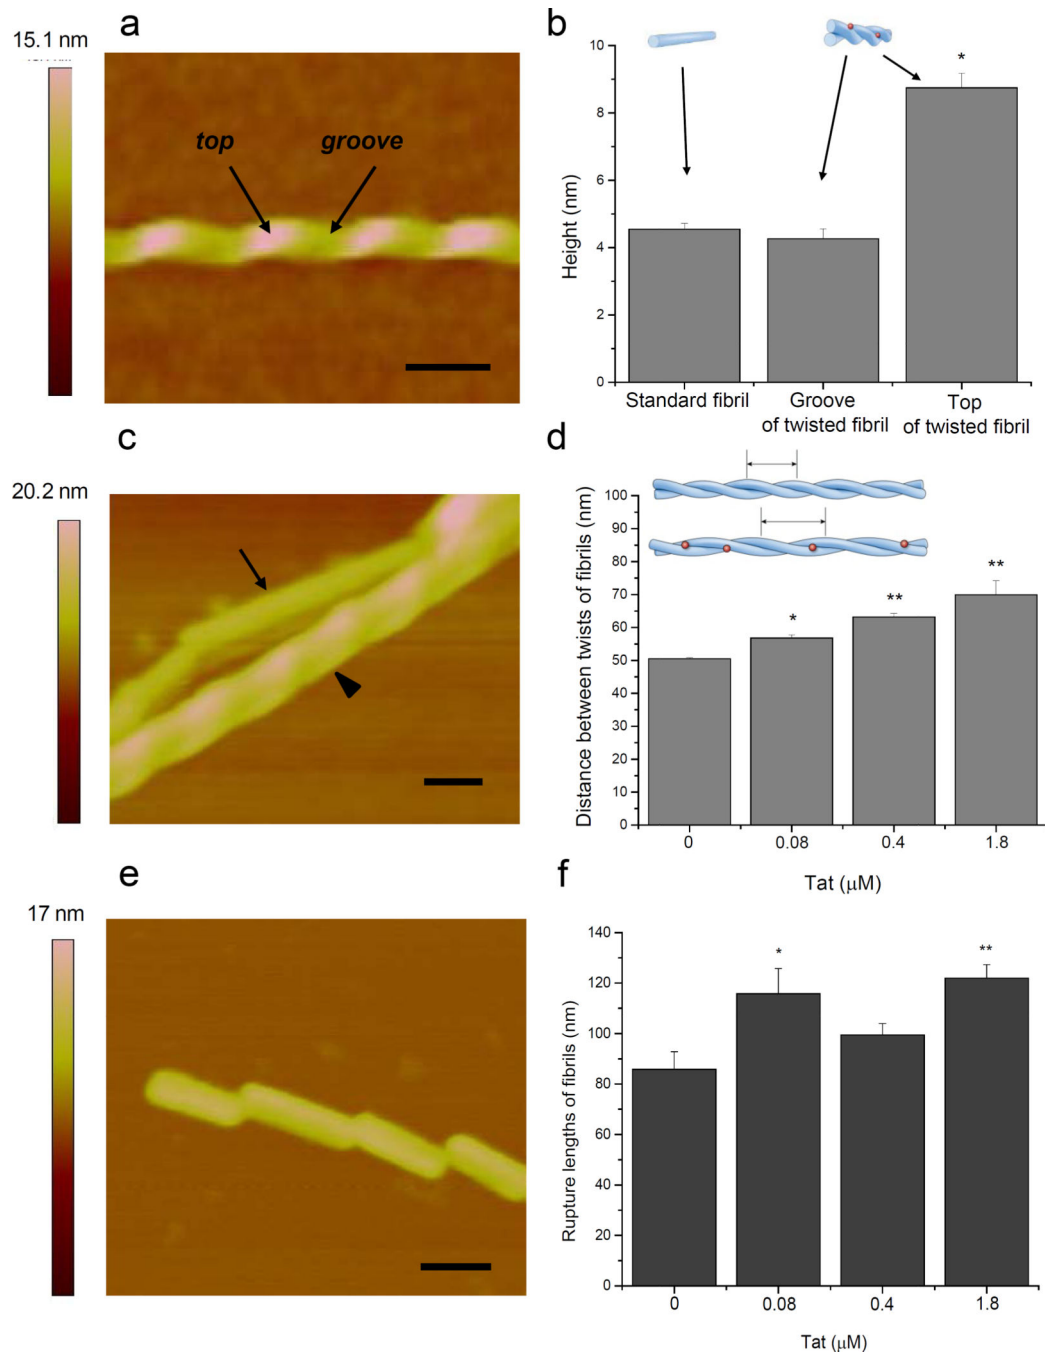 a
15.1 nm
top
groove
b
*
10
8
6
4
2
0
Height (nm)
Standard fibril
Groove
of twisted fibril
Top
of twisted fibril
c
20.2 nm
d
100
90
80
70
60
50
40
30
20
10
0
Distance between twists of fibrils (nm)
*
**
**
0
0.08
0.4
1.8
Tat (μM)
e
17 nm
f
140
120
100
80
60
40
20
0
Rupture lengths of fibrils (nm)
*
**
0
0.08
0.4
1.8
Tat (μM)